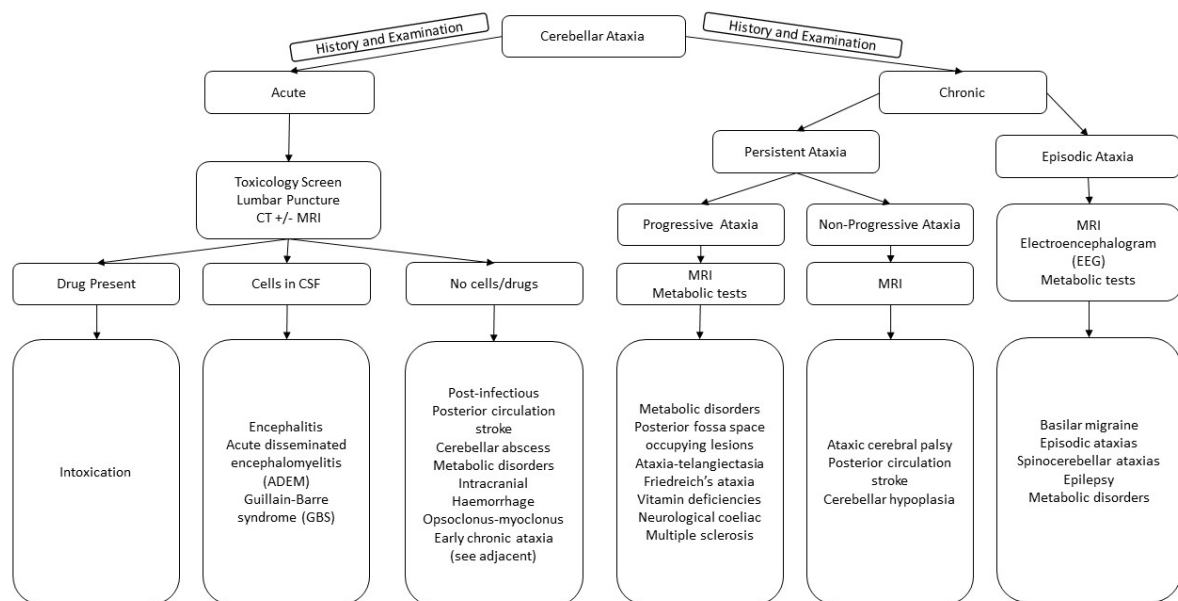 History and Examination
Cerebellar Ataxia
History and Examination
Acute
Chronic
Persistent Ataxia
Episodic Ataxia
Toxicology Screen
Lumbar Puncture
CT +/- MRI
Progressive Ataxia
Non-Progressive Ataxia
MRI
Electroencephalogram
(EEG)
Metabolic tests
Drug Present
Cells in CSF
No cells/drugs
MRI
Metabolic tests
MRI
Intoxication
Encephalitis
Acute disseminated
encephalomyelitis
(ADEM)
Guillain-Barre
syndrome (GBS)
Post-infectious
Posterior circulation
stroke
Cerebellar abscess
Metabolic disorders
Intracranial
Haemorrhage
Opsoclonus-myoclonus
Early chronic ataxia
(see adjacent)
Metabolic disorders
Posterior fossa space
occupying lesions
Ataxia-telangiectasia
Friedreich's ataxia
Vitamin deficiencies
Neurological coeliac
Multiple sclerosis
Ataxic cerebral palsy
Posterior circulation
stroke
Cerebellar hypoplasia
Basilar migraine
Episodic ataxias
Spinocerebellar ataxias
Epilepsy
Metabolic disorders